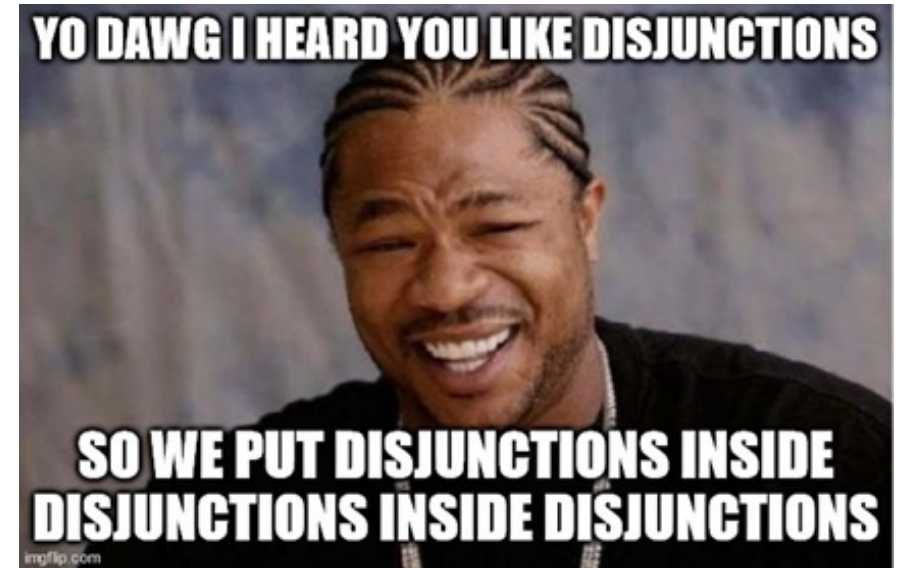 YO DAWG I HEARD YOU LIKE DISJUNCTIONS
SO WE PUT DISJUNCTIONS INSIDE
DISJUNCTIONS INSIDE DISJUNCTIONS
imgflip.com